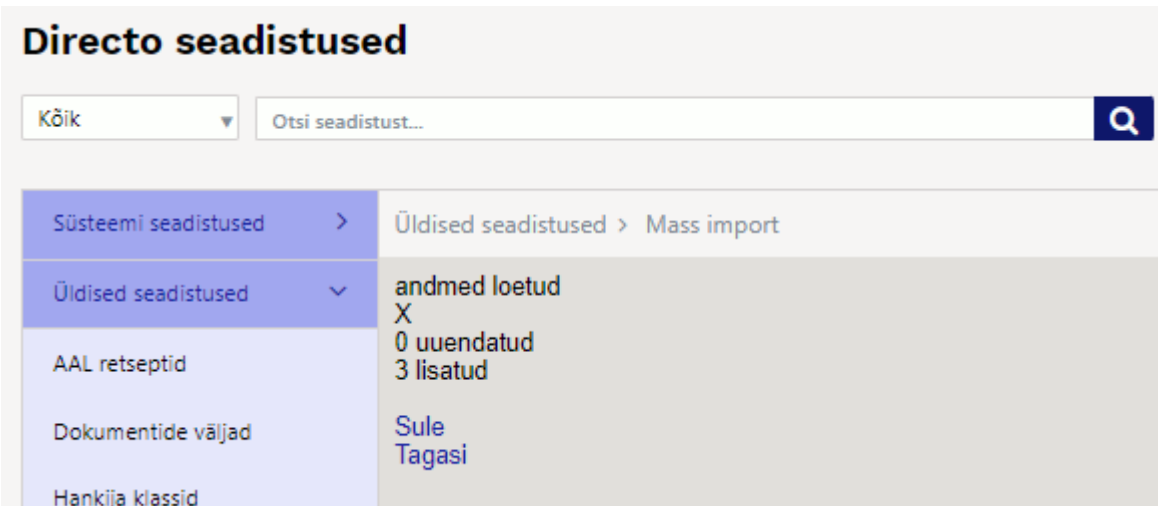 Directo seadistused
Kõik
Otsi seadistust...
Süsteemi seadistused
Üldised seadistused > Mass import
Üldised seadistused
andmed loetud
X
0 uuendatud
3 lisatud
AAL retseptid
Dokumentide väljad
Sule
Tagasi
Hankija klassid